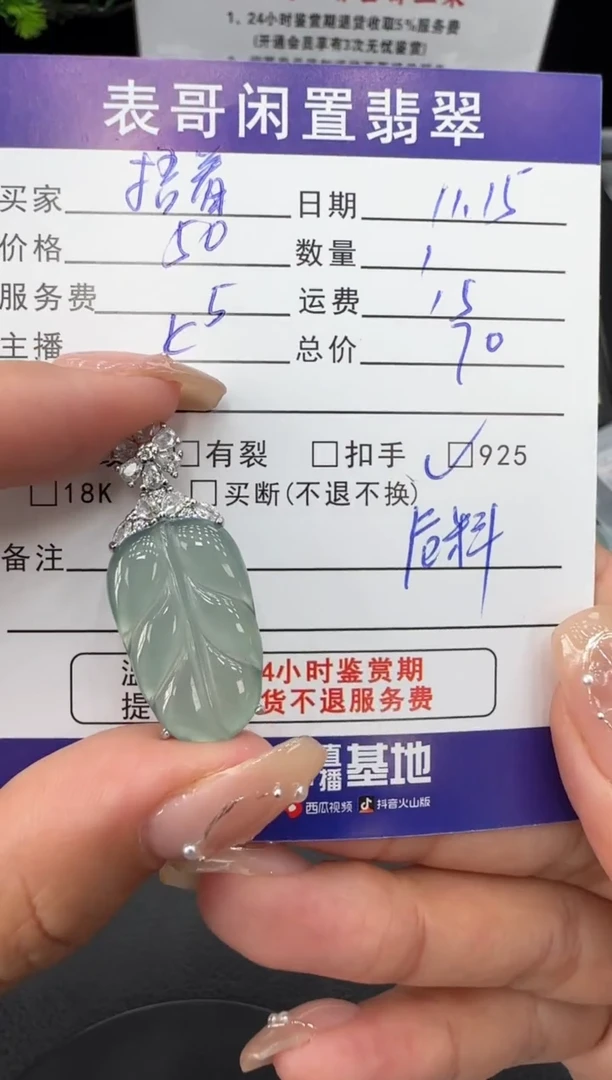 1、24小时鉴赏期退货收取5%服务费
(开通会员享有3次无忧鉴赏)
表哥闲置翡翠
买家 捂着 日期 11.15
价格 50 数量 1
服务费 5 运费 15
主播 七 总价 70
□有裂 □扣手 ☑925
□18K □买断(不退不换)
备注
4小时鉴赏期
提 货不退服务费
播基地
西瓜视频 抖音火山版